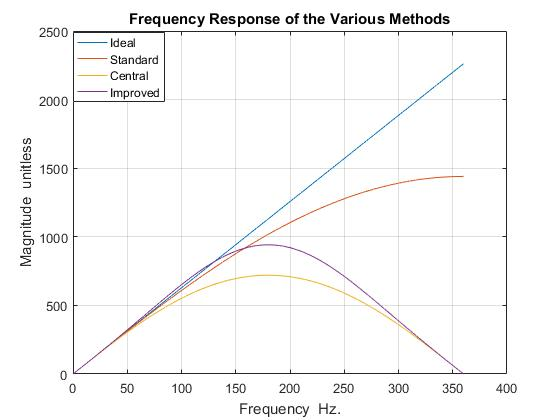 Frequency Response of the Various Methods
2500
2000
1500
1000
500
0
Magnitude unitless
Ideal
Standard
Central
Improved
0 50 100 150 200 250 300 350 400
Frequency Hz.